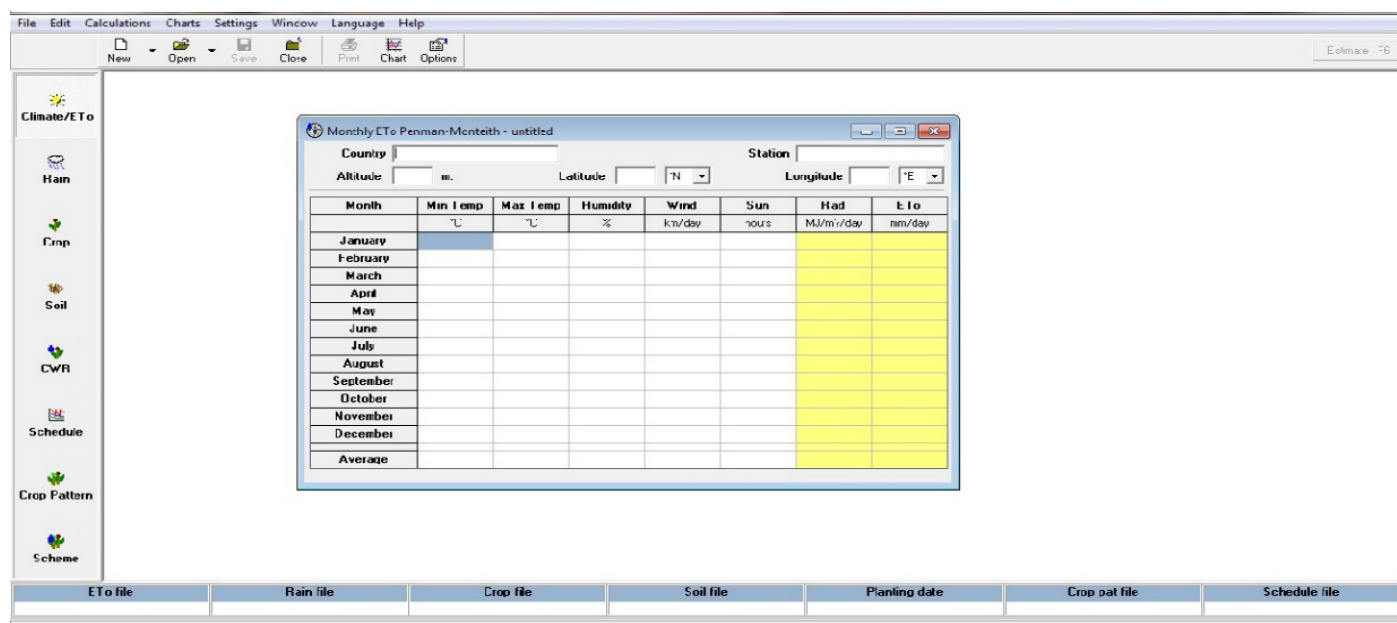 File Edit Calculations Charts Settings Window Language Help
New Open Save Close Print Chart Options Estimate F6
Climate/ETo
Rain
Crop
Soil
CWR
Schedule
Crop Pattern
Scheme
Monthly ETo Penman-Monteith - untitled
Country Station
Altitude m. Latitude °N Longitude °E
Month Min Temp Max Temp Humidity Wind Sun Rad ETo
°C °C % km/day hours MJ/m²/day mm/day
January
February
March
April
May
June
July
August
September
October
November
December
Average
ETo file Rain file Crop file Soil file Planting date Crop pat file Schedule file